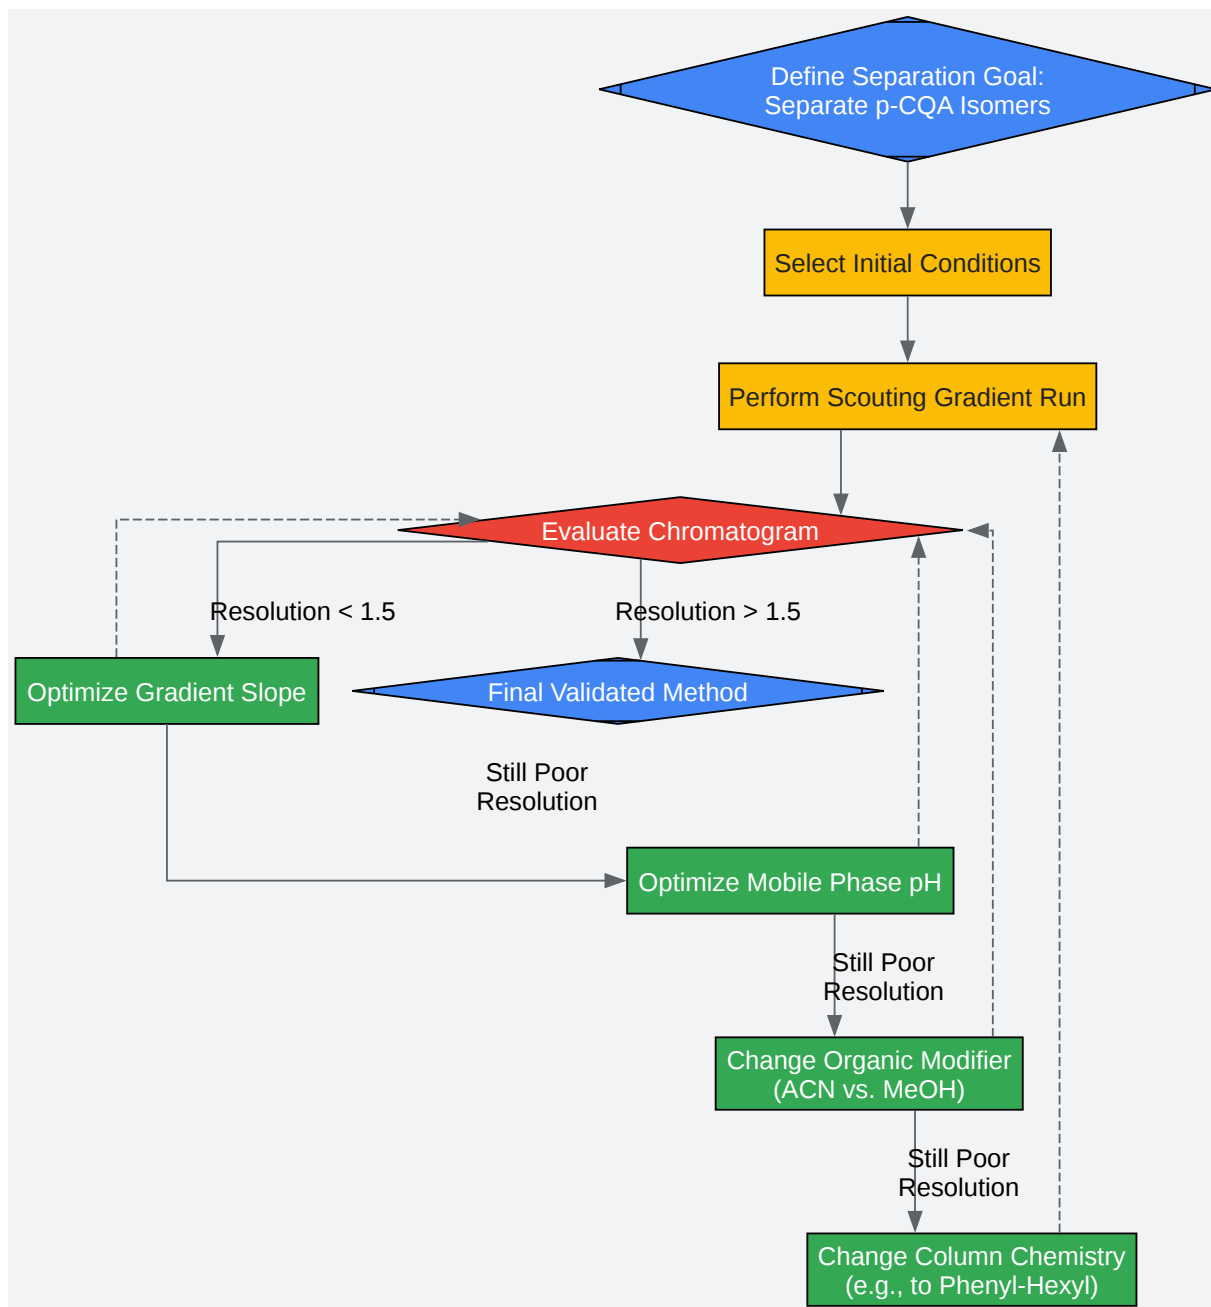 Define Separation Goal:
Separate p-CQA Isomers
Select Initial Conditions
Perform Scouting Gradient Run
Evaluate Chromatogram
Resolution < 1.5
Resolution > 1.5
Optimize Gradient Slope
Final Validated Method
Still Poor
Resolution
Optimize Mobile Phase pH
Still Poor
Resolution
Change Organic Modifier
(ACN vs. MeOH)
Still Poor
Resolution
Change Column Chemistry
(e.g., to Phenyl-Hexyl)